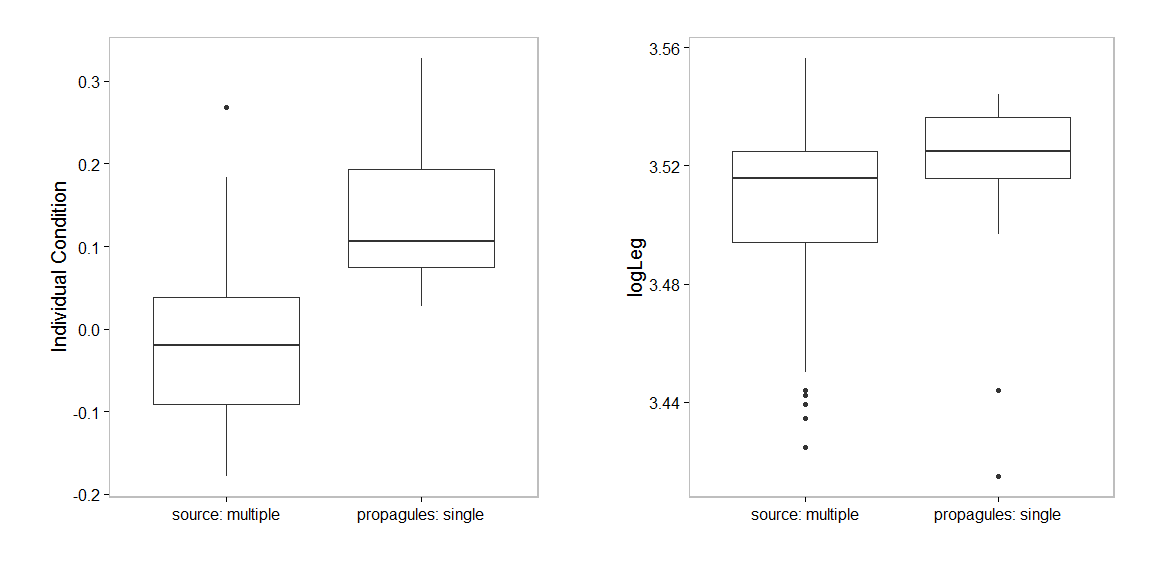 Individual Condition
0.3
0.2
0.1
0.0
-0.1
-0.2
source: multiple propagules: single
logLeg
3.56
3.52
3.48
3.44
source: multiple propagules: single